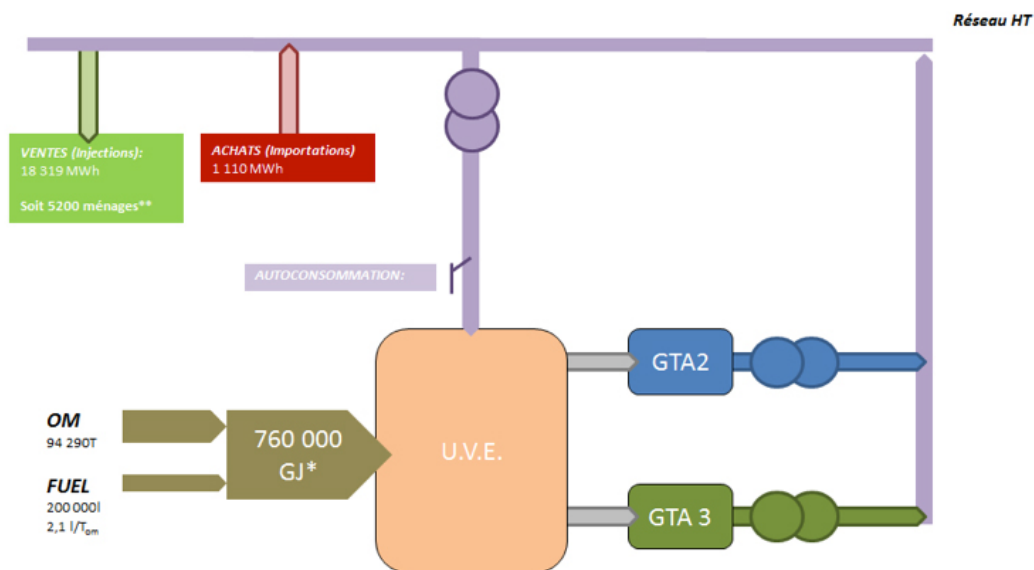 Réseau HT
VENTES (Injections):
18 319 MWh
Soit 5200 ménages**
ACHATS (Importations)
1 110 MWh
AUTOCONSOMMATION:
GTA2
OM
94 290T
760 000
GJ*
U.V.E.
FUEL
200 000l
2,1 l/Tom
GTA 3